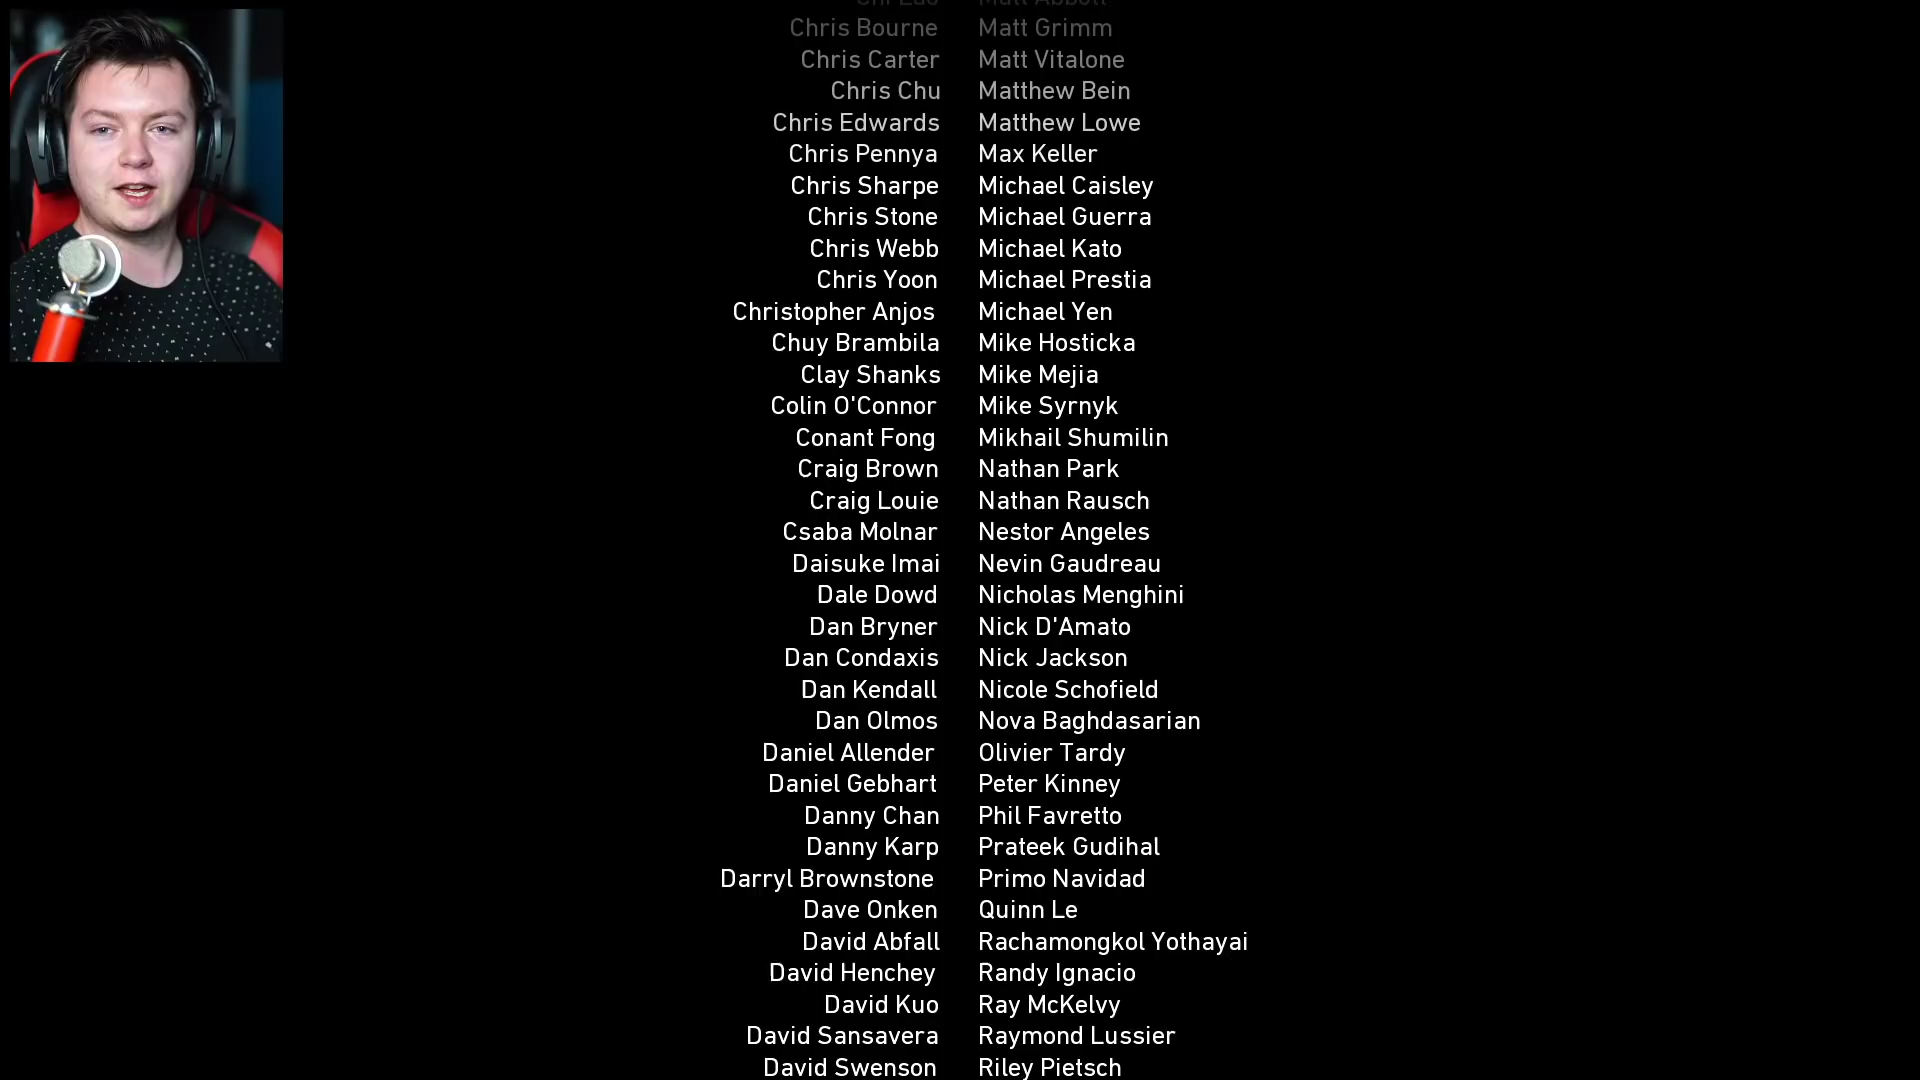 Chris Bourne Matt Grimm
Chris Carter Matt Vitalone
Chris Chu Matthew Bein
Chris Edwards Matthew Lowe
Chris Pennya Max Keller
Chris Sharpe Michael Caisley
Chris Stone Michael Guerra
Chris Webb Michael Kato
Chris Yoon Michael Prestia
Christopher Anjos Michael Yen
Chuy Brambila Mike Hosticka
Clay Shanks Mike Mejia
Colin O'Connor Mike Syrnyk
Conant Fong Mikhail Shumilin
Craig Brown Nathan Park
Craig Louie Nathan Rausch
Csaba Molnar Nestor Angeles
Daisuke Imai Nevin Gaudreau
Dale Dowd Nicholas Menghini
Dan Bryner Nick D'Amato
Dan Condaxis Nick Jackson
Dan Kendall Nicole Schofield
Dan Olmos Nova Baghdasarian
Daniel Allender Olivier Tardy
Daniel Gebhart Peter Kinney
Danny Chan Phil Favretto
Danny Karp Prateek Gudihal
Darryl Brownstone Primo Navidad
Dave Onken Quinn Le
David Abfall Rachamongkol Yothayai
David Henchey Randy Ignacio
David Kuo Ray McKelvy
David Sansavera Raymond Lussier
David Swenson Riley Pietsch